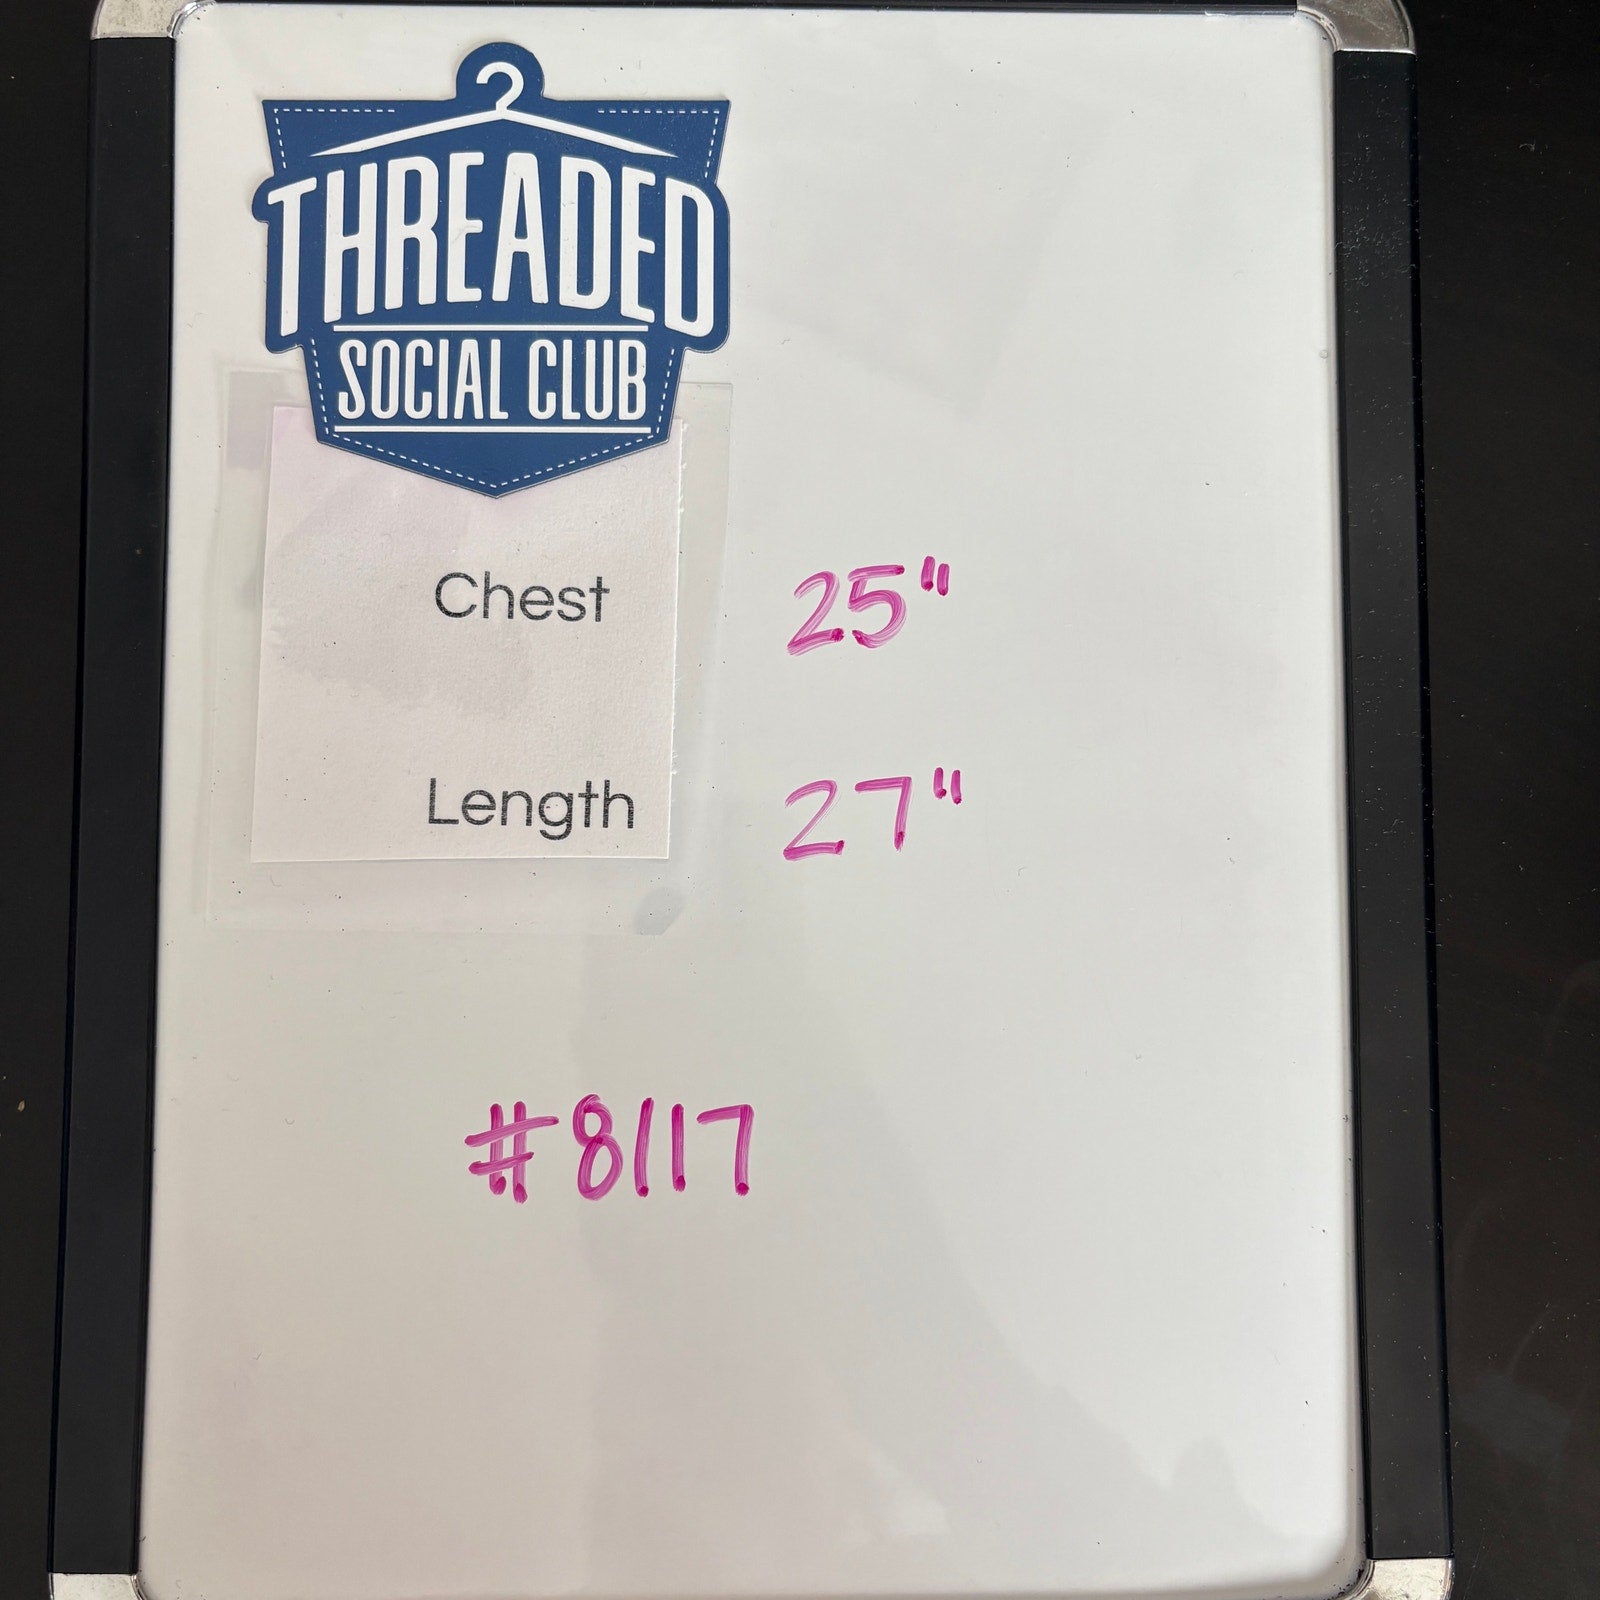 THREADED
SOCIAL CLUB
Chest 25"
Length 27"
#8117